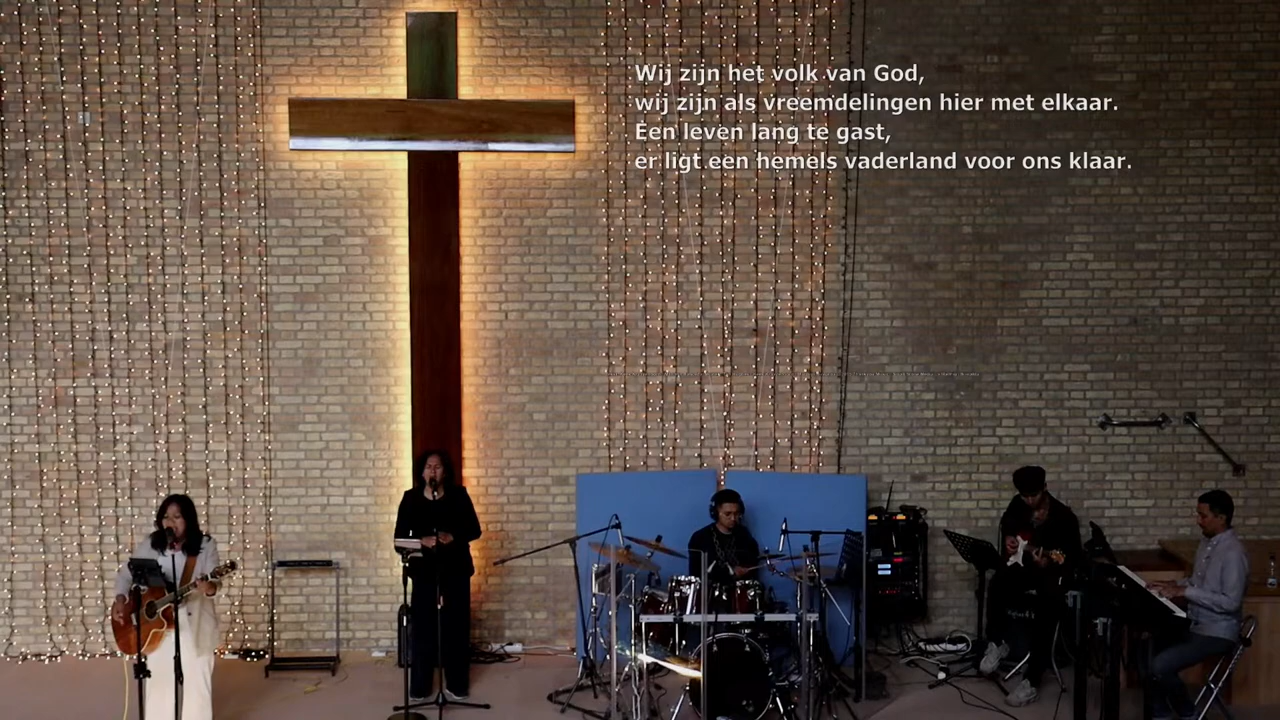 Wij zijn het volk van God,
wij zijn als vreemdelingen hier met elkaar.
Een leven lang te gast,
er ligt een hemels vaderland voor ons klaar.